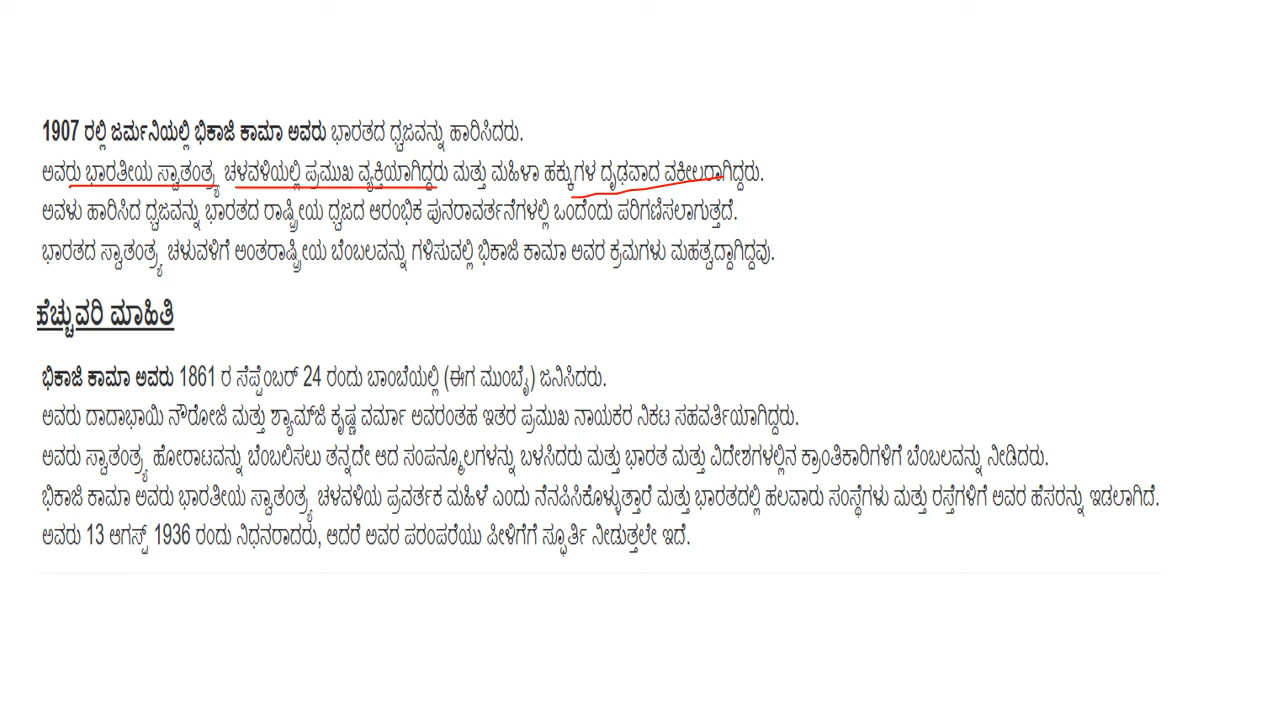 1907 ರಲ್ಲಿ ಜರ್ಮನಿಯಲ್ಲಿ ಭಿಕಾಜಿ ಕಾಮಾ ಅವರು ಭಾರತದ ಧ್ವಜವನ್ನು ಹಾರಿಸಿದರು.
ಅವರು ಭಾರತೀಯ ಸ್ವಾತಂತ್ರ್ಯ ಚಳವಳಿಯಲ್ಲಿ ಪ್ರಮುಖ ವ್ಯಕ್ತಿಯಾಗಿದ್ದರು ಮತ್ತು ಮಹಿಳಾ ಹಕ್ಕುಗಳ ದೃಢವಾದ ವಕೀಲರಾಗಿದ್ದರು.
ಅವಳು ಹಾರಿಸಿದ ಧ್ವಜವನ್ನು ಭಾರತದ ರಾಷ್ಟ್ರೀಯ ಧ್ವಜದ ಆರಂಭಿಕ ಪುನರಾವರ್ತನೆಗಳಲ್ಲಿ ಒಂದೆಂದು ಪರಿಗಣಿಸಲಾಗುತ್ತದೆ.
ಭಾರತದ ಸ್ವಾತಂತ್ರ್ಯ ಚಳುವಳಿಗೆ ಅಂತರಾಷ್ಟ್ರೀಯ ಬೆಂಬಲವನ್ನು ಗಳಿಸುವಲ್ಲಿ ಭಿಕಾಜಿ ಕಾಮಾ ಅವರ ಕ್ರಮಗಳು ಮಹತ್ವದ್ದಾಗಿದ್ದವು.
ಹೆಚ್ಚುವರಿ ಮಾಹಿತಿ
ಭಿಕಾಜಿ ಕಾಮಾ ಅವರು 1861 ರ ಸೆಪ್ಟೆಂಬರ್ 24 ರಂದು ಬಾಂಬೆಯಲ್ಲಿ (ಈಗ ಮುಂಬೈ) ಜನಿಸಿದರು.
ಅವರು ದಾದಾಭಾಯಿ ನೌರೋಜಿ ಮತ್ತು ಶ್ಯಾಮ್‌ಜಿ ಕೃಷ್ಣ ವರ್ಮಾ ಅವರಂತಹ ಇತರ ಪ್ರಮುಖ ನಾಯಕರ ನಿಕಟ ಸಹವರ್ತಿಯಾಗಿದ್ದರು.
ಅವರು ಸ್ವಾತಂತ್ರ್ಯ ಹೋರಾಟವನ್ನು ಬೆಂಬಲಿಸಲು ತನ್ನದೇ ಆದ ಸಂಪನ್ಮೂಲಗಳನ್ನು ಬಳಸಿದರು ಮತ್ತು ಭಾರತ ಮತ್ತು ವಿದೇಶಗಳಲ್ಲಿನ ಕ್ರಾಂತಿಕಾರಿಗಳಿಗೆ ಬೆಂಬಲವನ್ನು ನೀಡಿದರು.
ಭಿಕಾಜಿ ಕಾಮಾ ಅವರು ಭಾರತೀಯ ಸ್ವಾತಂತ್ರ್ಯ ಚಳವಳಿಯ ಪ್ರವರ್ತಕ ಮಹಿಳೆ ಎಂದು ನೆನಪಿಸಿಕೊಳ್ಳುತ್ತಾರೆ ಮತ್ತು ಭಾರತದಲ್ಲಿ ಹಲವಾರು ಸಂಸ್ಥೆಗಳು ಮತ್ತು ರಸ್ತೆಗಳಿಗೆ ಅವರ ಹೆಸರನ್ನು ಇಡಲಾಗಿದೆ.
ಅವರು 13 ಆಗಸ್ಟ್ 1936 ರಂದು ನಿಧನರಾದರು, ಆದರೆ ಅವರ ಪರಂಪರೆಯು ಪೀಳಿಗೆಗೆ ಸ್ಫೂರ್ತಿ ನೀಡುತ್ತಲೇ ಇದೆ.